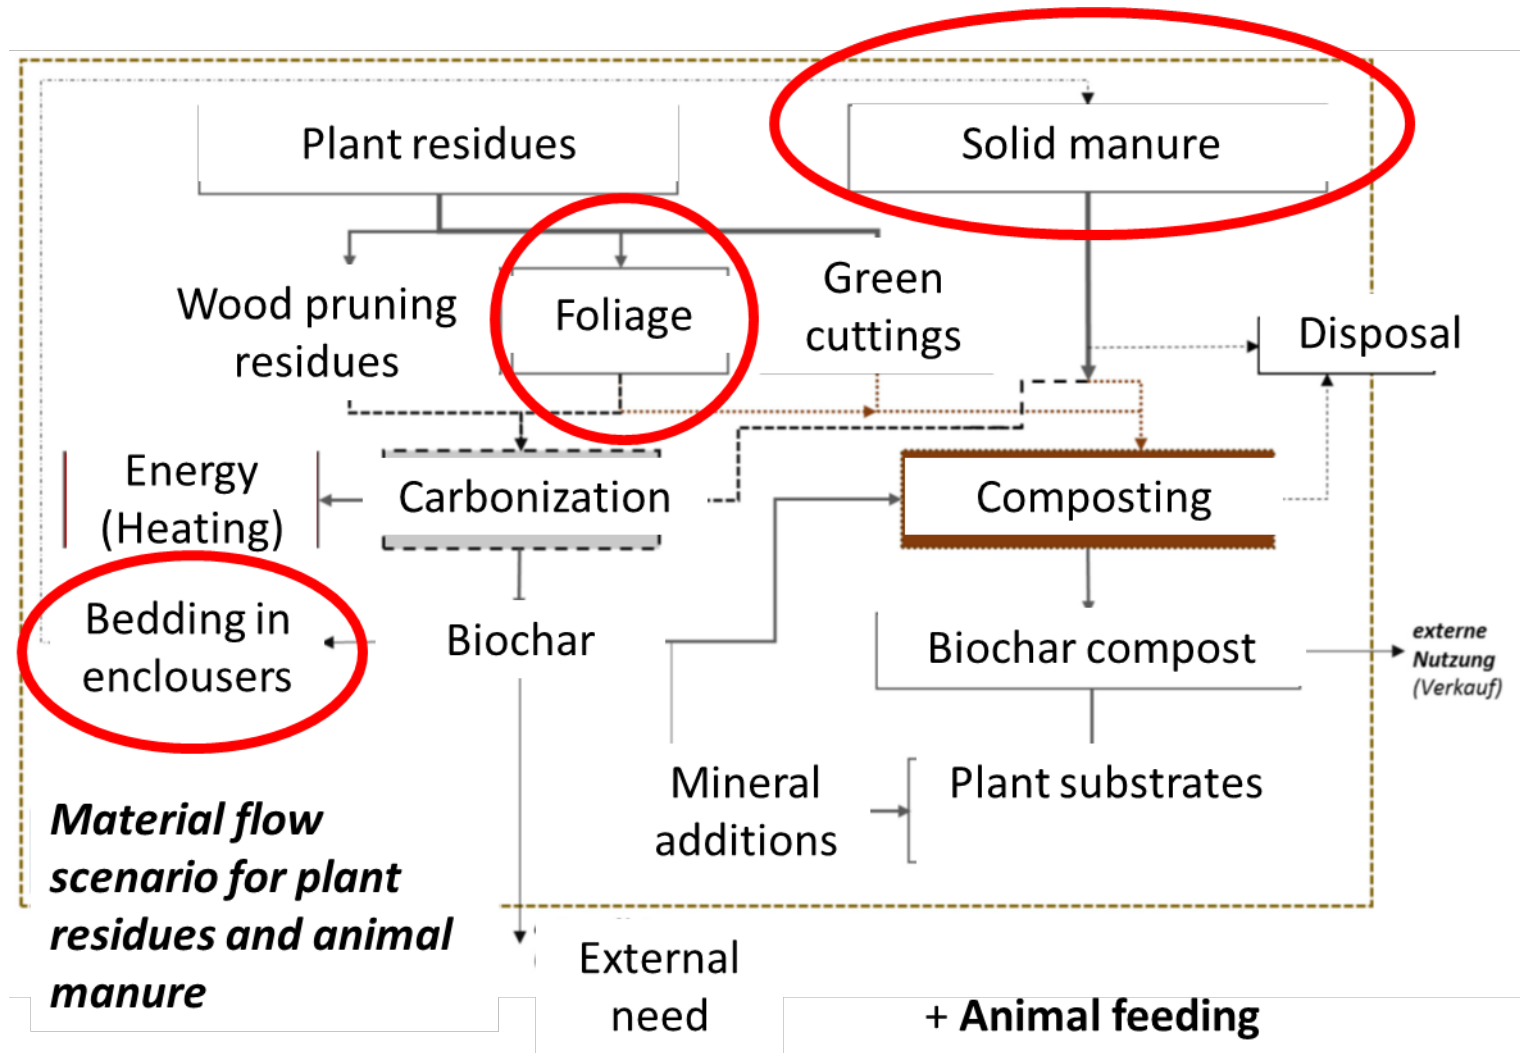 Plant residues
Solid manure
Wood pruning
residues
Foliage
Green
cuttings
Disposal
Energy
(Heating)
Carbonization
Composting
Bedding in
enclousers
Biochar
Biochar compost
externe
Nutzung
(Verkauf)
Mineral
additions
Plant substrates
Material flow
scenario for plant
residues and animal
manure
External
need
+ Animal feeding